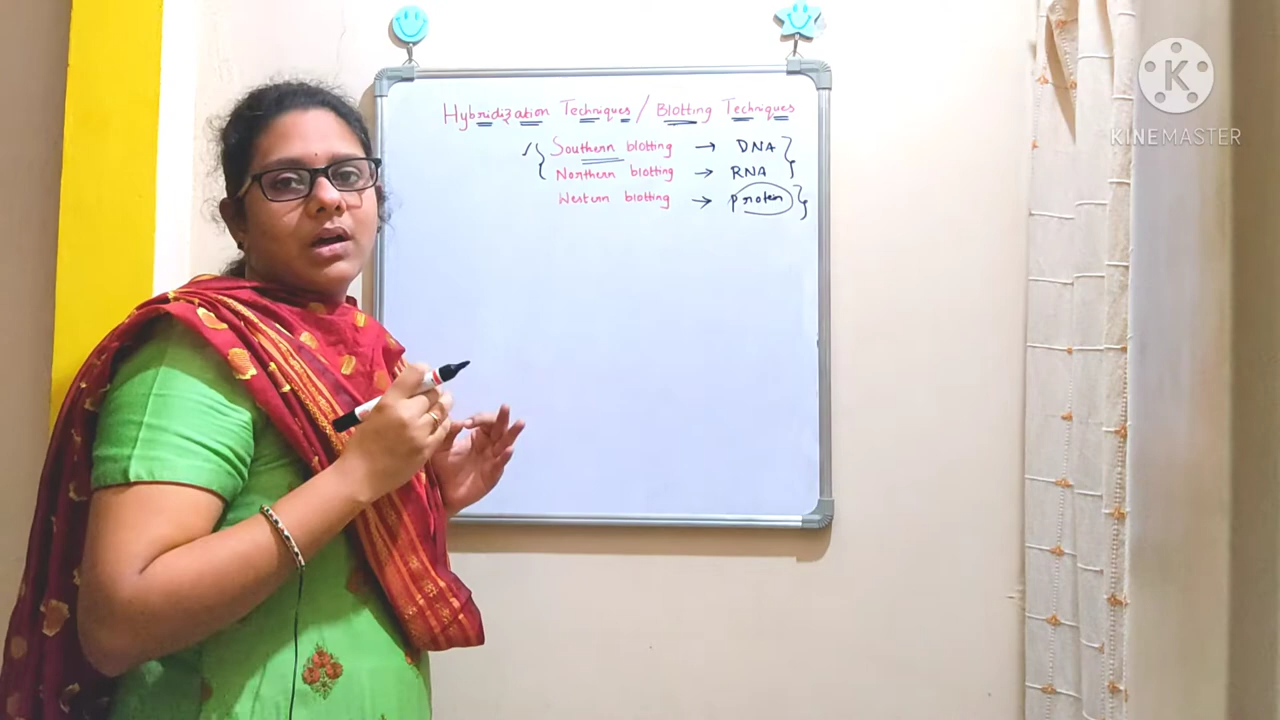 Hybridization Techniques / Blotting Techniques
Southern blotting → DNA
Northern blotting → RNA
Western blotting → protein
K
KINEMASTER